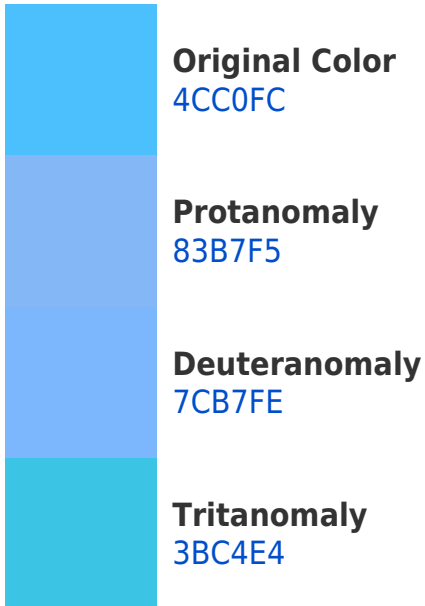 Original Color
4CC0FC
Protanomaly
83B7F5
Deuteranomaly
7CB7FE
Tritanomaly
3BC4E4